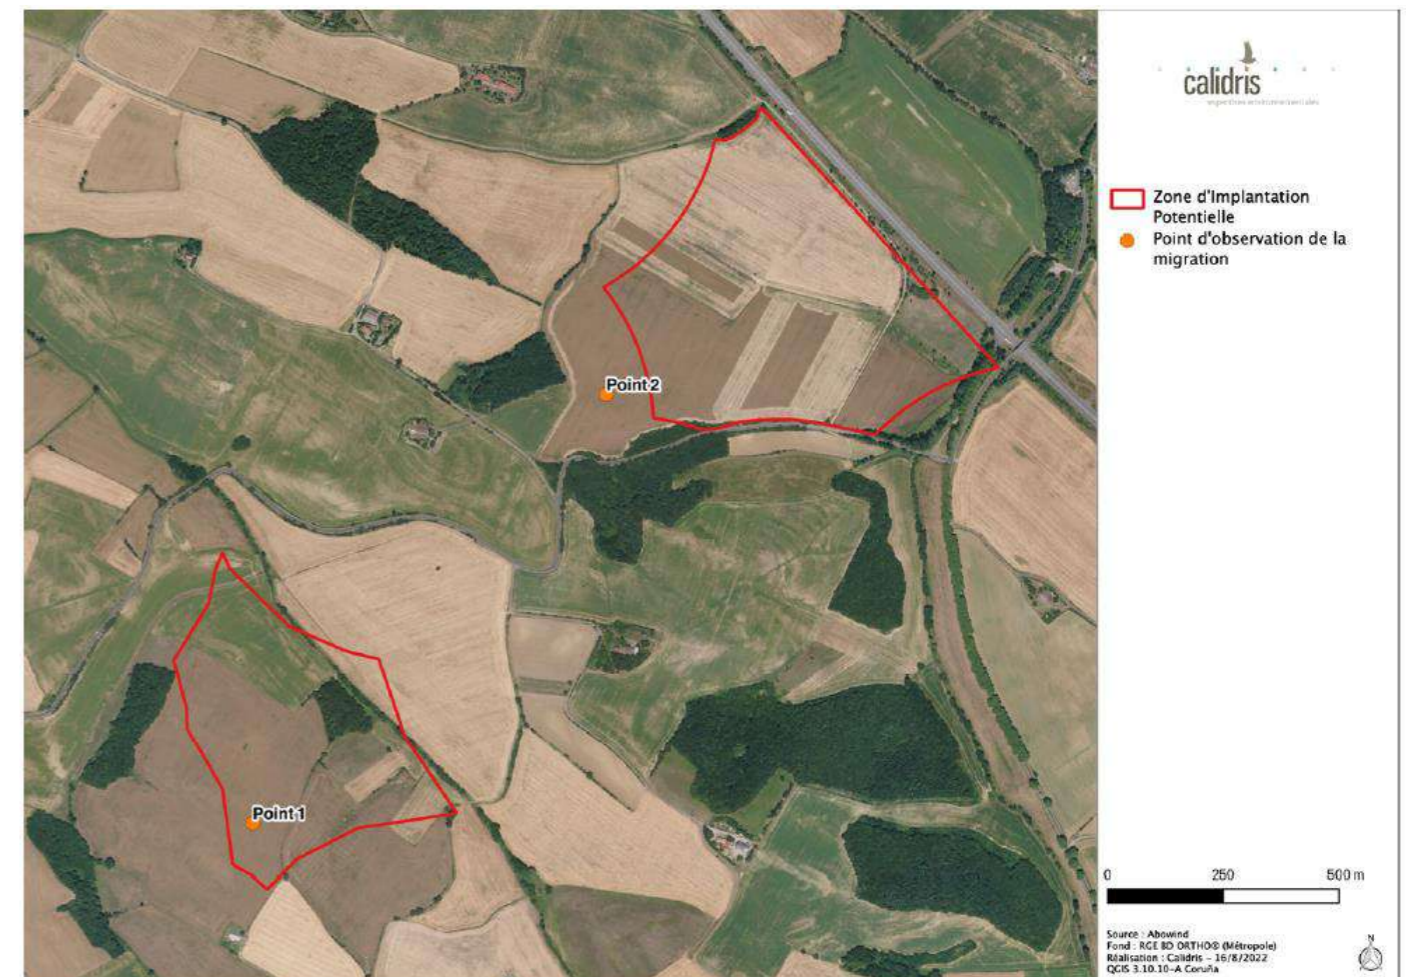 calidris
Zone d'Implantation
Potentielle
Point d'observation de la
migration
Point 2
Point 1
0 250 500 m
Source : Abowind
Fond : RGE BD ORTHO® (Métropole)
Réalisation : Calidris - 16/8/2022
QGIS 3.10.10-A Coruña
N